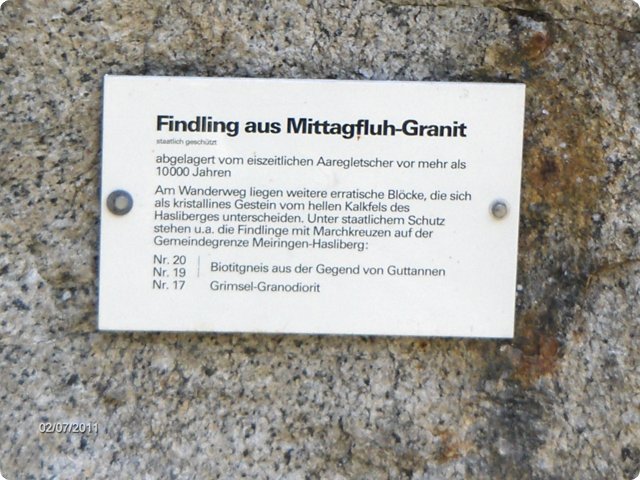 Findling aus Mittagfluh-Granit
staatlich geschützt
abgelagert vom eiszeitlichen Aaregletscher vor mehr als
10000 Jahren
Am Wanderweg liegen weitere erratische Blöcke, die sich
als kristallines Gestein vom hellen Kalkfels des
Hasliberges unterscheiden. Unter staatlichem Schutz
stehen u.a. die Findlinge mit Marchkreuzen auf der
Gemeindegrenze Meiringen-Hasliberg:
Nr. 20
Nr. 19 Biotitgneis aus der Gegend von Guttannen
Nr. 17 Grimsel-Granodiorit
02/07/2011